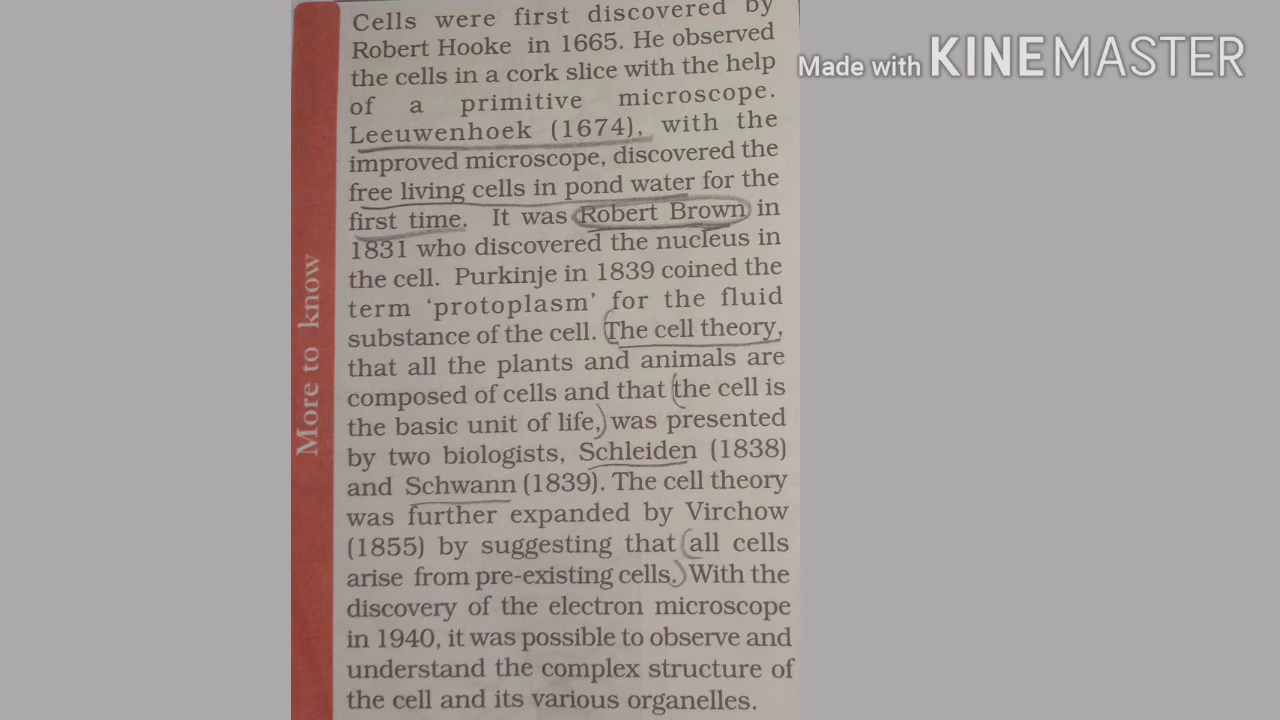 Cells were first discovered by
Robert Hooke in 1665. He observed
the cells in a cork slice with the help
of a primitive microscope.
Leeuwenhoek (1674), with the
improved microscope, discovered the
free living cells in pond water for the
first time. It was Robert Brown in
1831 who discovered the nucleus in
the cell. Purkinje in 1839 coined the
term ‘protoplasm’ for the fluid
substance of the cell. The cell theory,
that all the plants and animals are
composed of cells and that the cell is
the basic unit of life, was presented
by two biologists, Schleiden (1838)
and Schwann (1839). The cell theory
was further expanded by Virchow
(1855) by suggesting that all cells
arise from pre-existing cells. With the
discovery of the electron microscope
in 1940, it was possible to observe and
understand the complex structure of
the cell and its various organelles.
More to know
Made with KINEMASTER